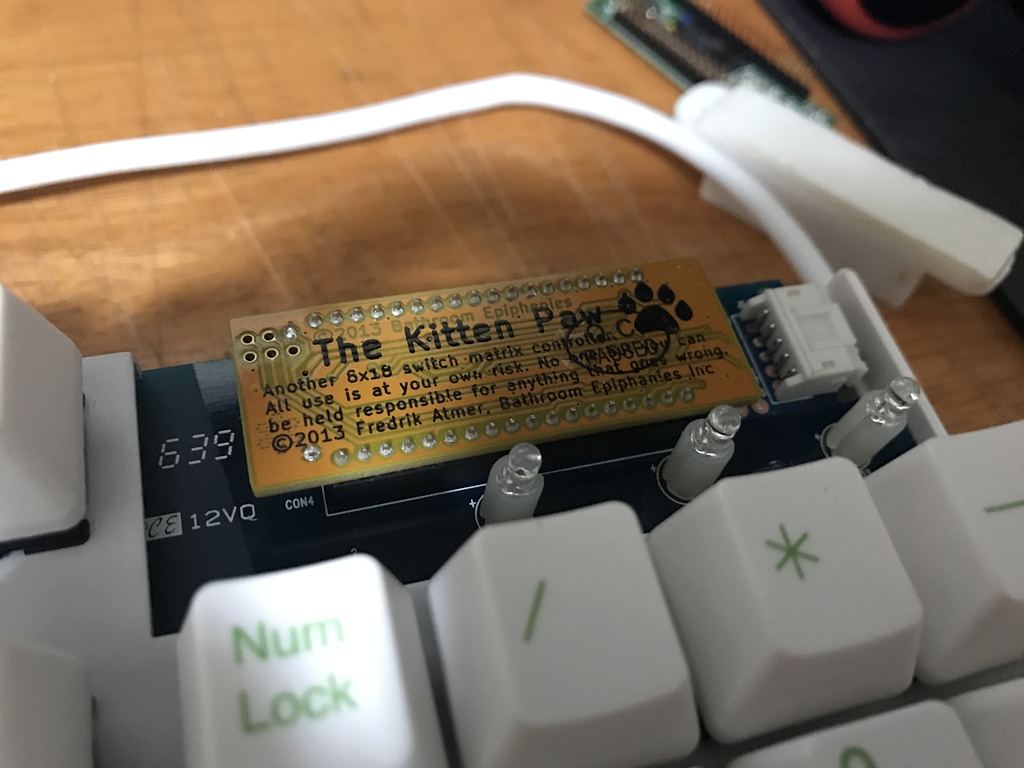 ©2013 Bathroom Epiphanies
The Kitten Paw
Another 6x18 switch matrix controller.
All use is at your own risk. No can
be held responsible for anything that goes wrong.
©2013 Fredrik Atmer, Bathroom Epiphanies Inc
639
CE 12VQ
CON4
+
+
+
Num
Lock
/
*